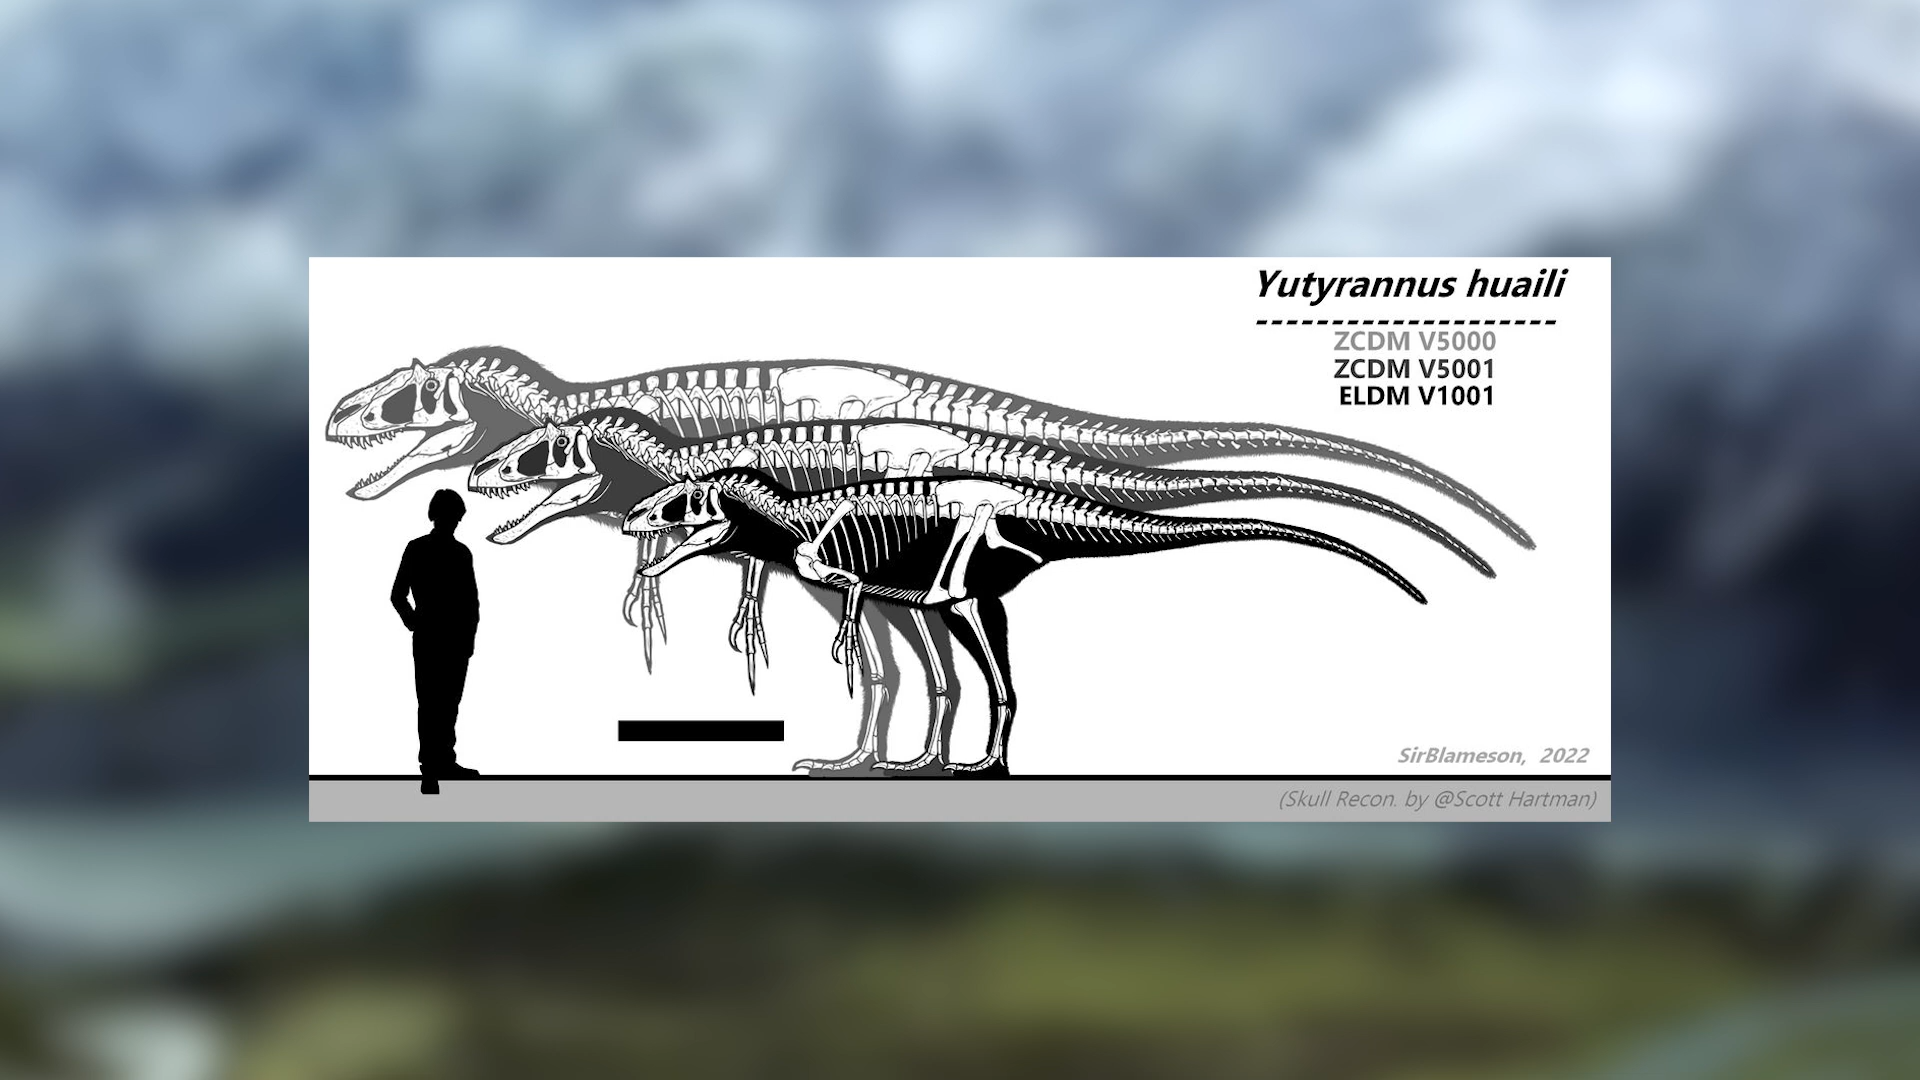 Yutyrannus huaili
--------------------
ZCDM V5000
ZCDM V5001
ELDM V1001
SirBlameson, 2022
(Skull Recon. by @Scott Hartman)